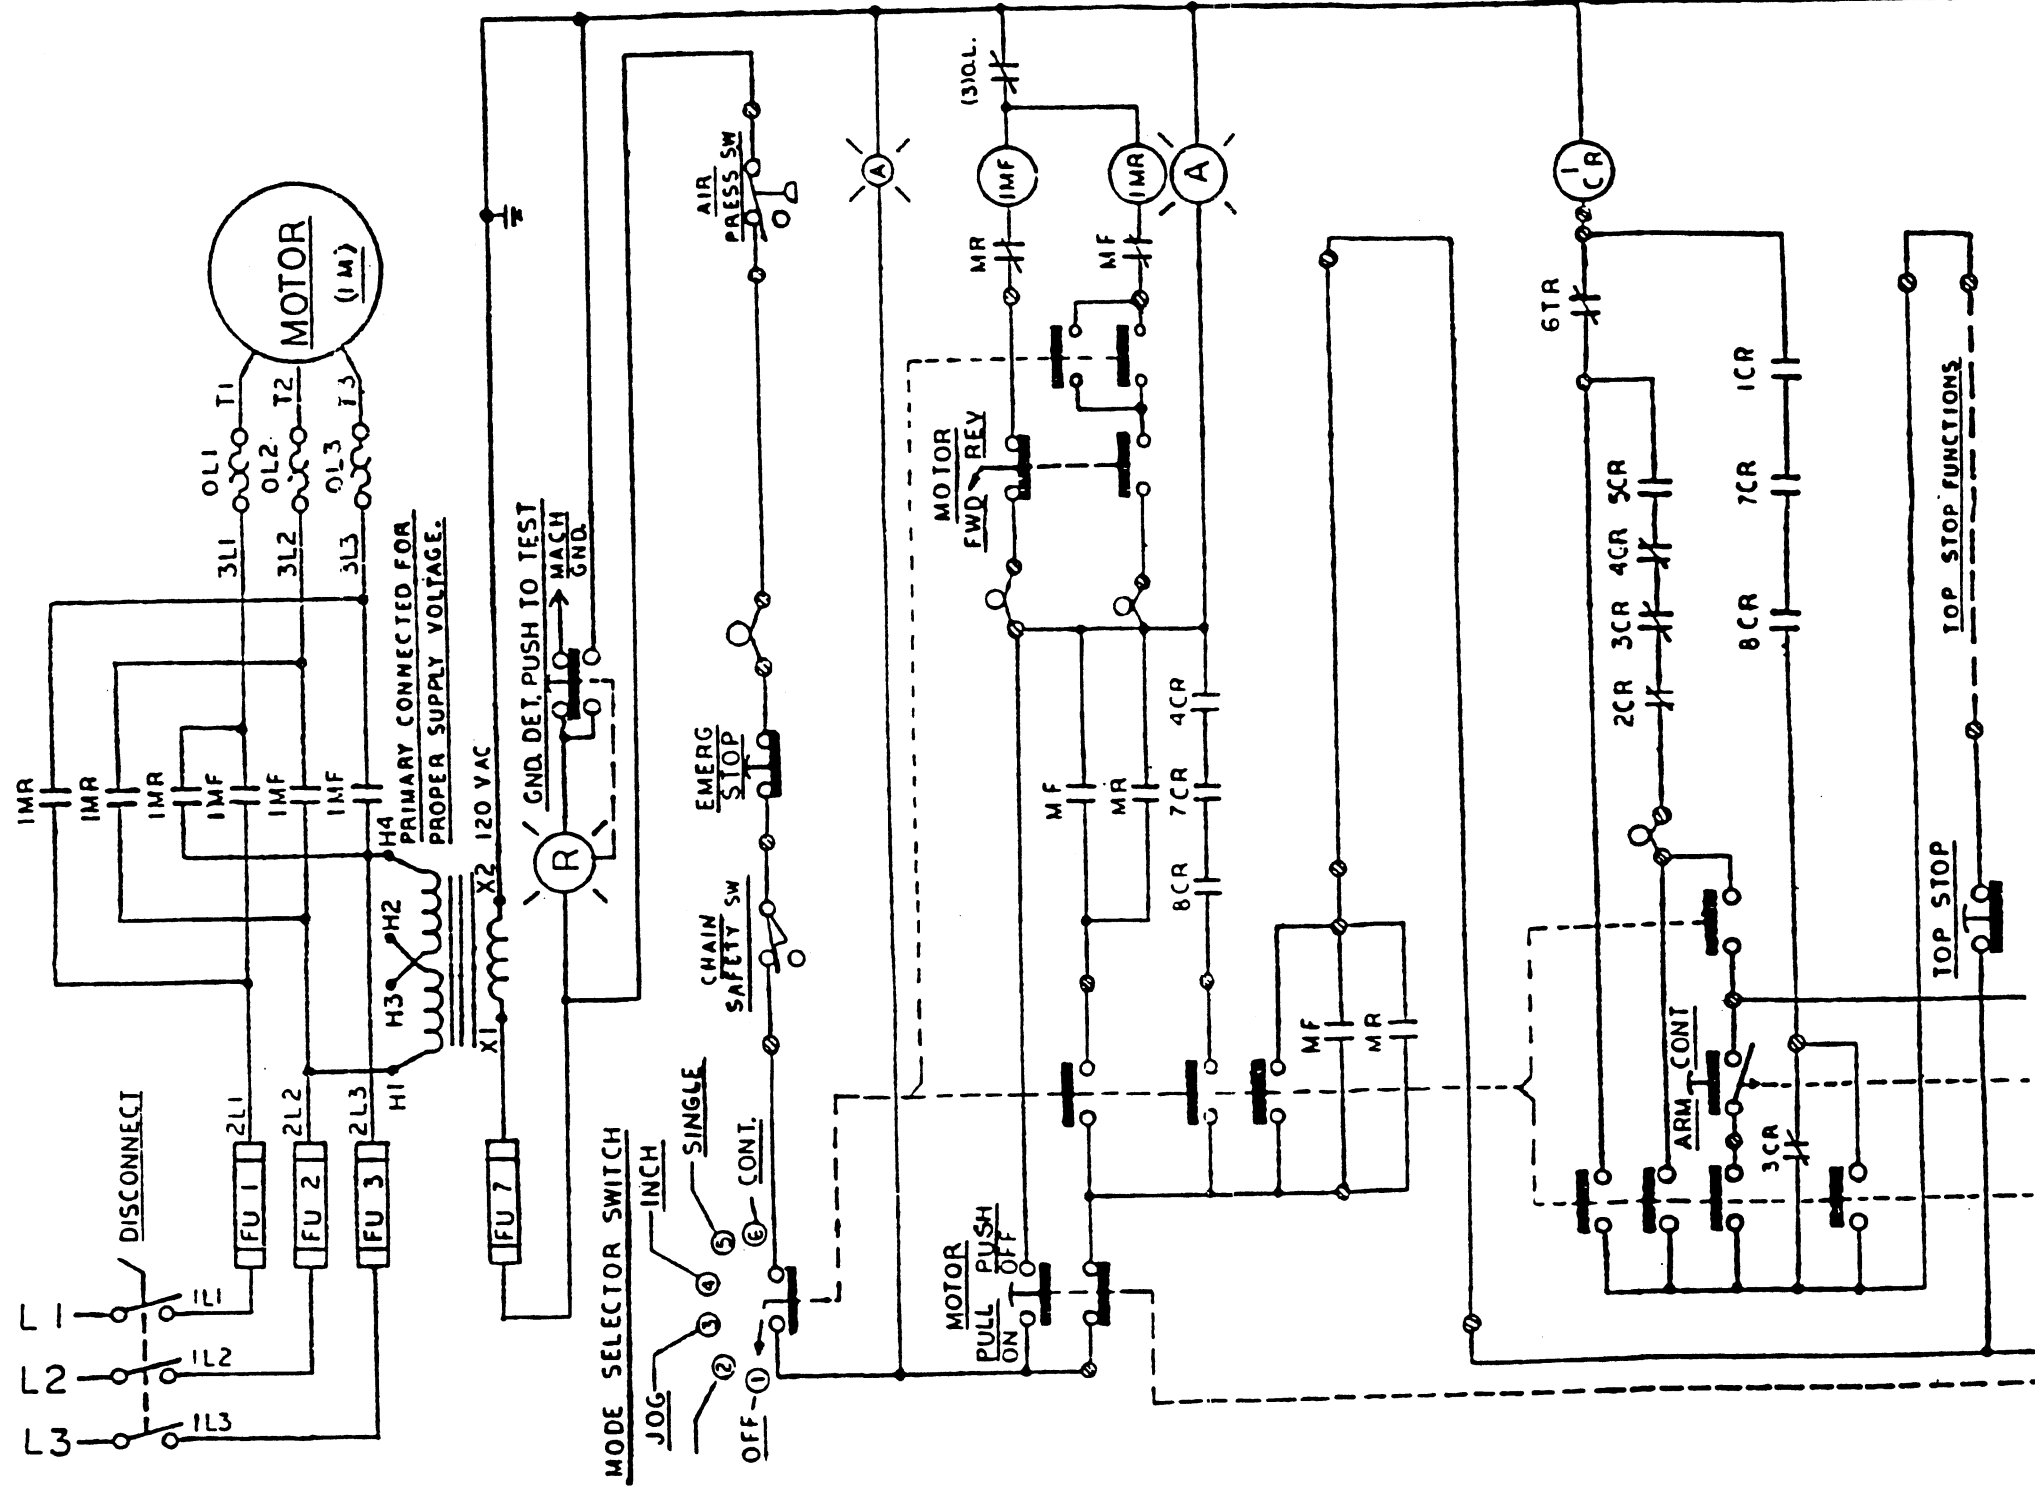 L1
L2
L3
DISCONNECT
1L1
1L2
1L3
FU 1
FU 2
FU 3
2L1
2L2
2L3
1MR
1MR
1MR
1MF
1MF
1MF
3L1
3L2
3L3
OL1
OL2
OL3
T1
T2
T3
MOTOR
(1M)
H1
H3
H2
H4
PRIMARY CONNECTED FOR
PROPER SUPPLY VOLTAGE.
X1
X2
120 VAC
FU 7
R
GND. DET. PUSH TO TEST
MACH
GND.
MODE SELECTOR SWITCH
OFF
JOG
INCH
SINGLE
CONT.
1
2
3
4
5
6
CHAIN
SAFETY SW
EMERG
STOP
AIR
PRESS SW
A
MOTOR
PULL PUSH
ON OFF
MOTOR
FWD REV
MR
1MF
(3)O.L.
MF
1MR
MF
MR
8CR
7CR
4CR
A
MF
MR
6TR
1
CR
2CR
3CR
4CR
5CR
ARM CONT
3CR
8CR
7CR
1CR
TOP STOP
TOP STOP FUNCTIONS